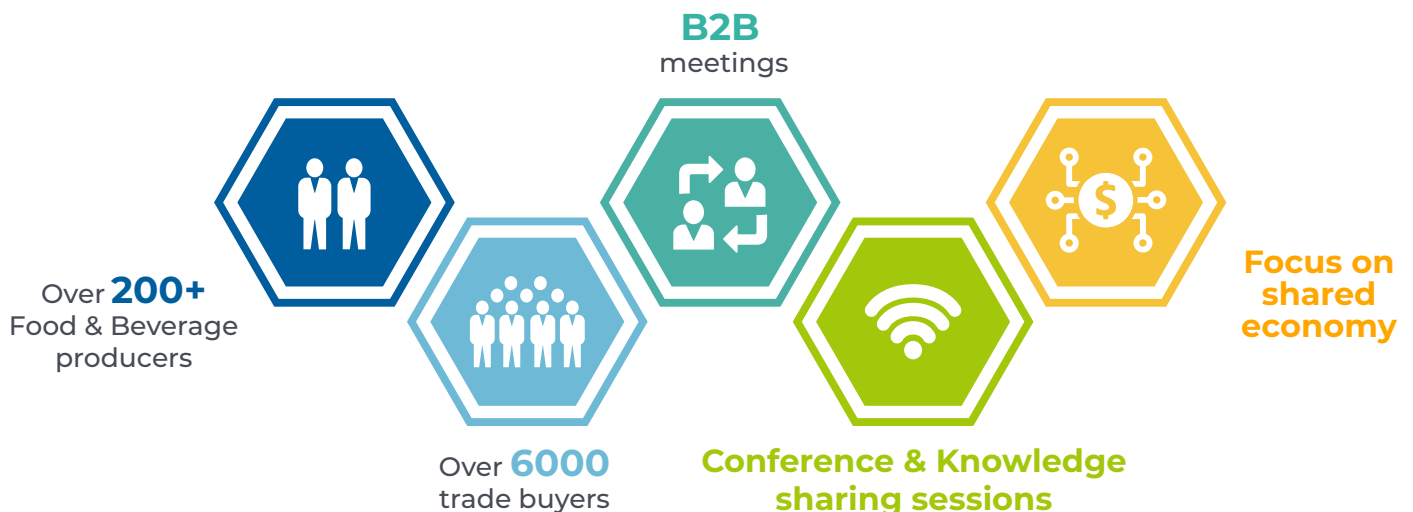 B2B
meetings
Over 200+
Food & Beverage
producers
Over 6000
trade buyers
Conference & Knowledge
sharing sessions
$
Focus on
shared
economy